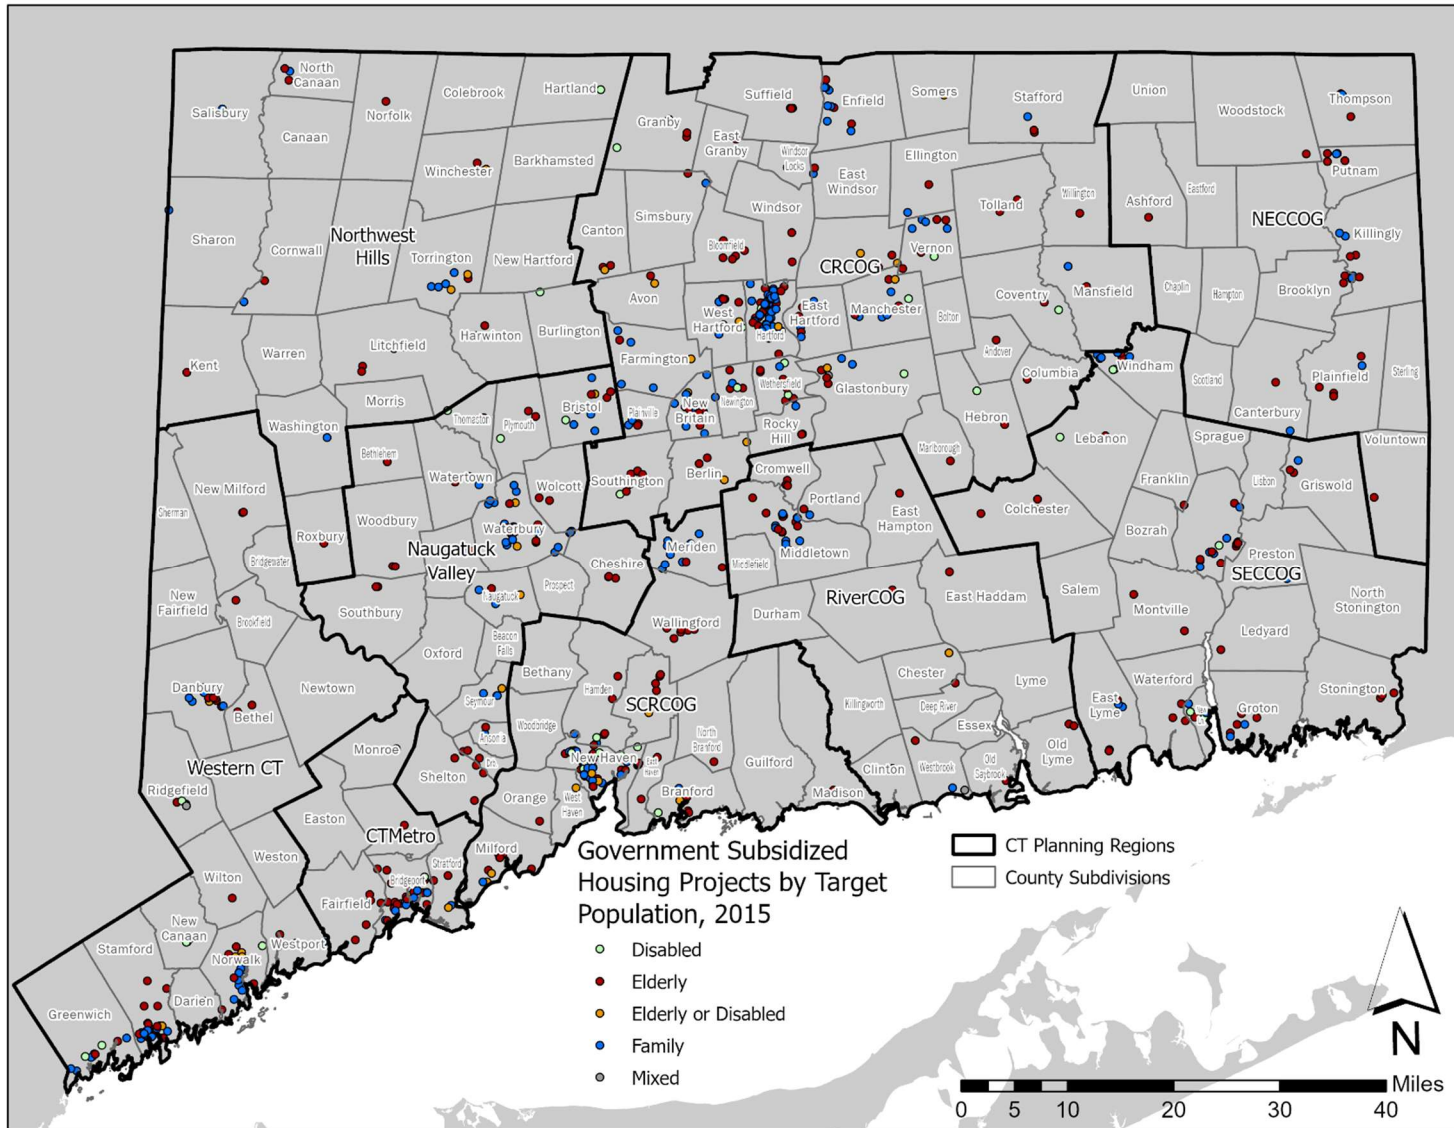 North
Canaan
Colebrook
Hartland
Salisbury
Norfolk
Canaan
Granby
Suffield
Enfield
Somers
Stafford
Union
Woodstock
Thompson
East
Granby
Windsor
Locks
Ellington
Winchester
Barkhamsted
East
Windsor
Putnam
Simsbury
Windsor
Tolland
Willington
Ashford
Eastford
NECCOG
Sharon
Cornwall
Northwest
Hills
Torrington
New Hartford
Canton
Bloomfield
CRCOG
Vernon
Killingly
Avon
West
Hartford
Hartford
East
Hartford
Manchester
Bolton
Coventry
Mansfield
Chaplin
Hampton
Brooklyn
Kent
Warren
Litchfield
Harwinton
Burlington
Farmington
Andover
Columbia
Windham
Scotland
Plainfield
Sterling
Morris
Washington
Thomaston
Plymouth
Bristol
Plainville
New
Britain
Newington
Wethersfield
Glastonbury
Rocky
Hill
Hebron
Canterbury
Bethlehem
Watertown
Wolcott
Southington
Berlin
Cromwell
Marlborough
Lebanon
Sprague
Voluntown
New Milford
Sherman
Woodbury
Roxbury
Waterbury
Naugatuck
Valley
Cheshire
Meriden
Middletown
Middlefield
Portland
East
Hampton
Colchester
Franklin
Lisbon
Griswold
Bozrah
Preston
SECCOG
Bridgewater
New
Fairfield
Brookfield
Southbury
Naugatuck
Prospect
Wallingford
Durham
RiverCOG
East Haddam
Salem
Montville
North
Stonington
Ledyard
Oxford
Beacon
Falls
Bethany
Hamden
SCRCOG
Chester
Lyme
Danbury
Bethel
Newtown
Seymour
Woodbridge
North
Branford
Killingworth
Deep River
Essex
East
Lyme
Waterford
Groton
Stonington
Monroe
Ansonia
Shelton
New Haven
East
Haven
Guilford
Clinton
Westbrook
Old
Saybrook
Old
Lyme
Western CT
Ridgefield
Orange
West
Haven
Branford
Madison
Easton
CTMetro
Stratford
Milford
Bridgeport
Weston
Wilton
Fairfield
New
Canaan
Stamford
Norwalk
Westport
Darien
Greenwich
Government Subsidized
Housing Projects by Target
Population, 2015
Disabled
Elderly
Elderly or Disabled
Family
Mixed
CT Planning Regions
County Subdivisions
N
Miles
0 5 10 20 30 40